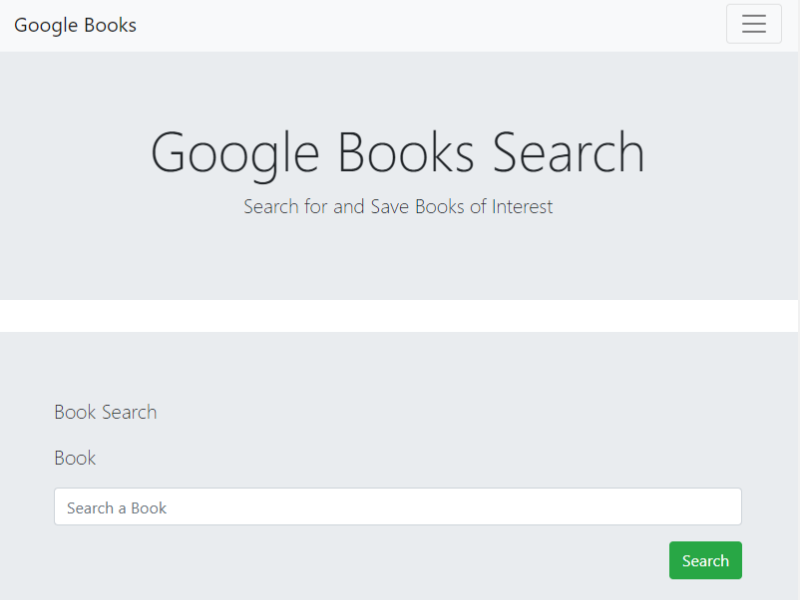 Google Books
Google Books Search
Search for and Save Books of Interest
Book Search
Book
Search a Book
Search